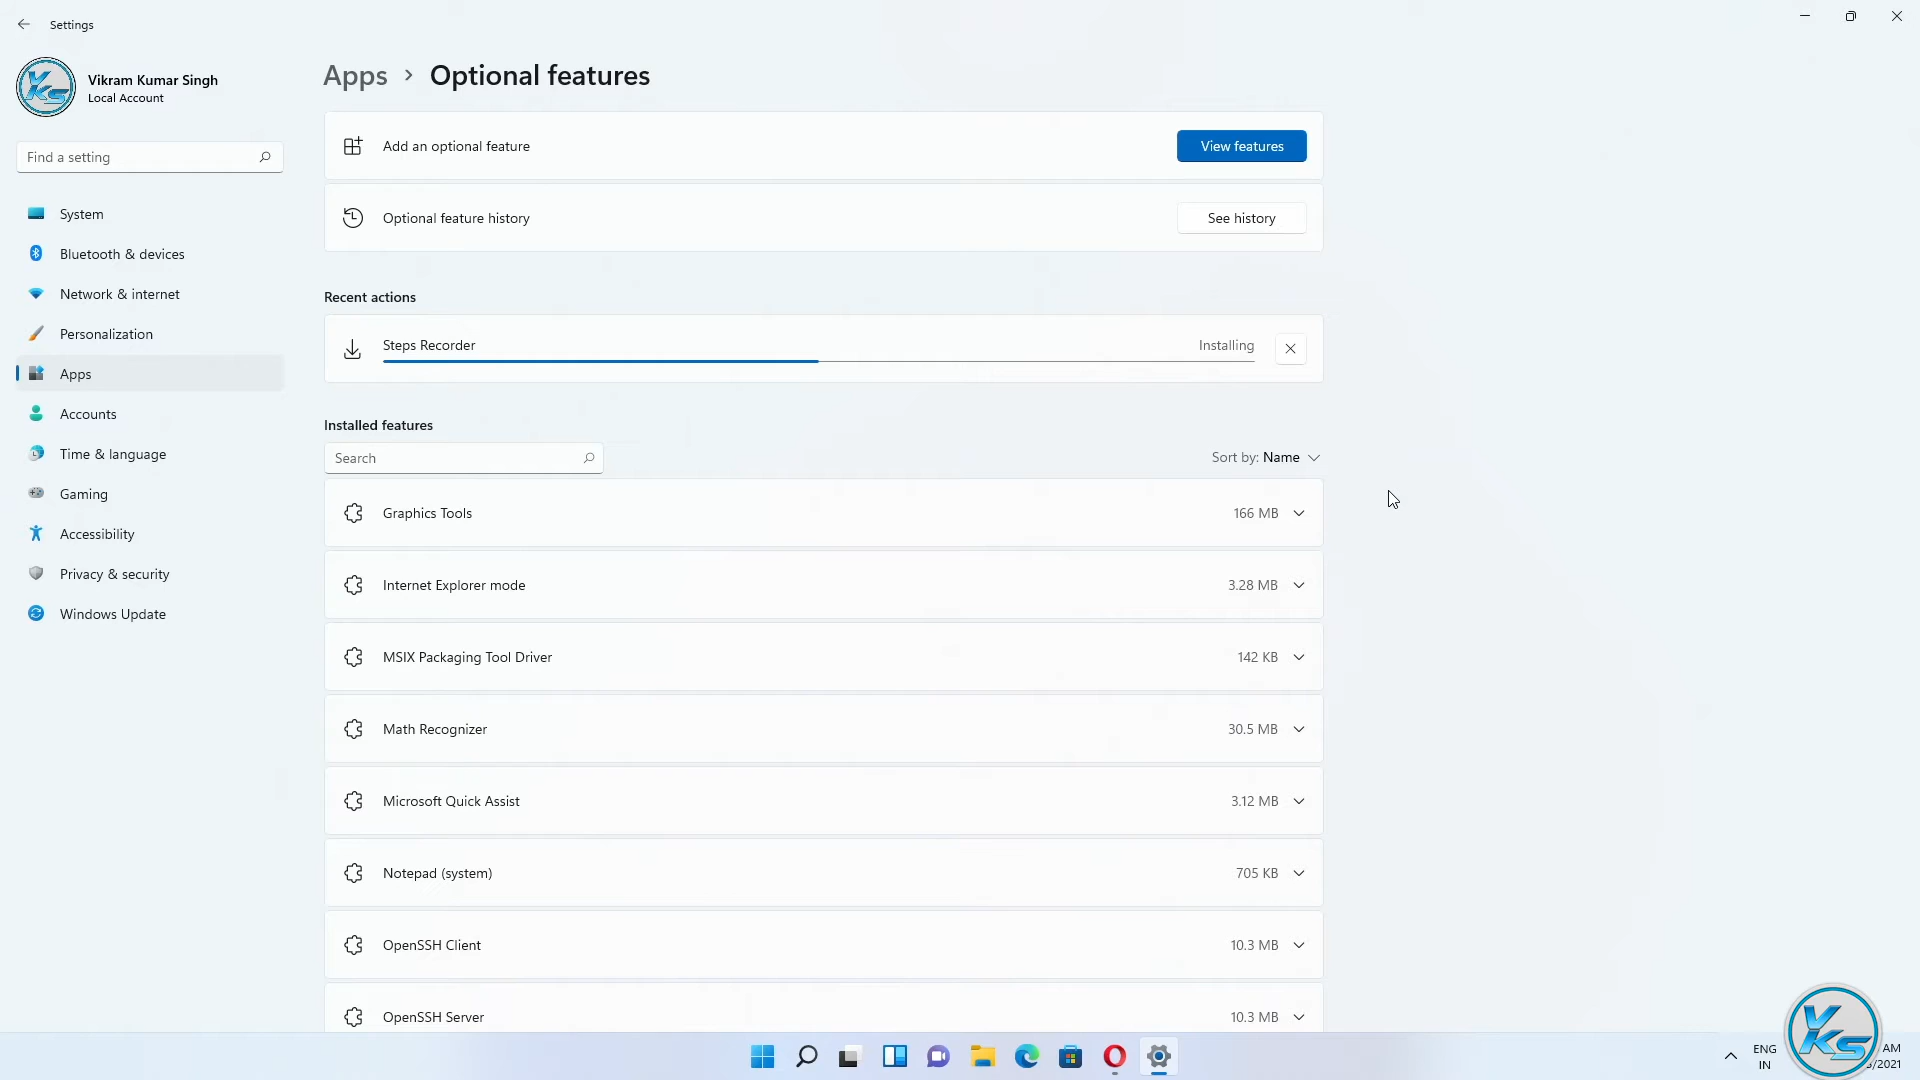 Settings
Vikram Kumar Singh
Local Account
Find a setting
System
Bluetooth & devices
Network & internet
Personalization
Apps
Accounts
Time & language
Gaming
Accessibility
Privacy & security
Windows Update
Apps > Optional features
Add an optional feature View features
Optional feature history See history
Recent actions
Steps Recorder Installing
Installed features
Search Sort by: Name
Graphics Tools 166 MB
Internet Explorer mode 3.28 MB
MSIX Packaging Tool Driver 142 KB
Math Recognizer 30.5 MB
Microsoft Quick Assist 3.12 MB
Notepad (system) 705 KB
OpenSSH Client 10.3 MB
OpenSSH Server 10.3 MB
ENG
IN
AM
/2021
YKS